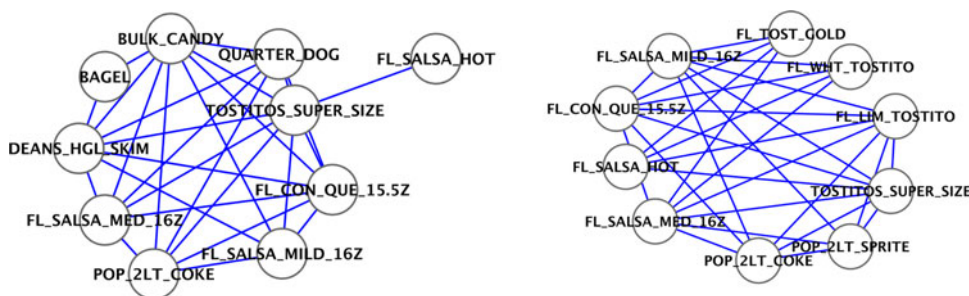 BULK_CANDY
QUARTER_DOG
FL_SALSA_HOT
BAGEL
TOSTITOS_SUPER_SIZE
DEANS_HGL_SKIM
FL_CON_QUE_15.5Z
FL_SALSA_MED_16Z
FL_SALSA_MILD_16Z
POP_2LT_COKE
FL_TOST_GOLD
FL_SALSA_MILD_16Z
FL_WHT_TOSTITO
FL_CON_QUE_15.5Z
FL_LIM_TOSTITO
FL_SALSA_HOT
TOSTITOS_SUPER_SIZE
FL_SALSA_MED_16Z
POP_2LT_SPRITE
POP_2LT_COKE